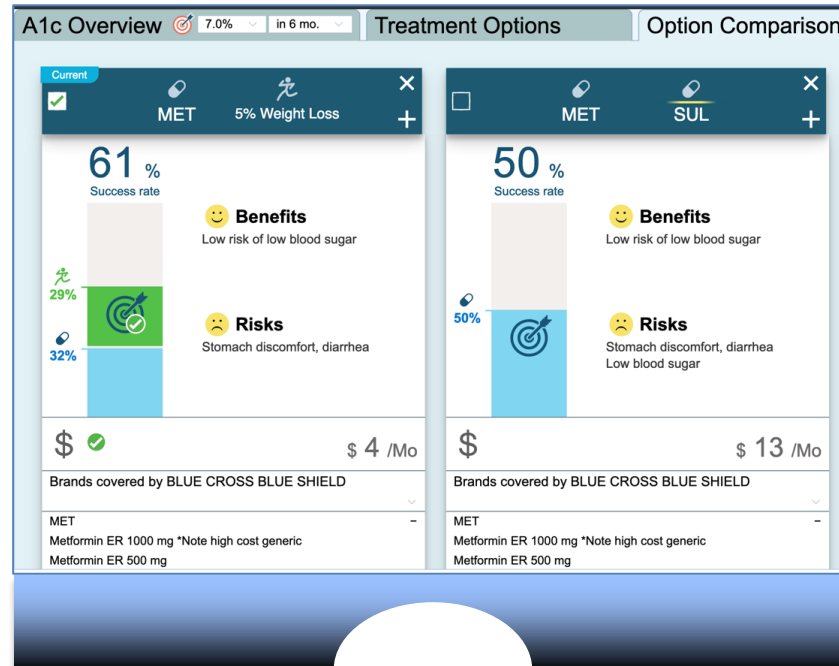 A1c Overview 7.0% in 6 mo. Treatment Options Option Comparison
Current
MET 5% Weight Loss
61 %
Success rate
Benefits
Low risk of low blood sugar
29%
32%
Risks
Stomach discomfort, diarrhea
$ $ 4 /Mo
Brands covered by BLUE CROSS BLUE SHIELD
MET –
Metformin ER 1000 mg *Note high cost generic
Metformin ER 500 mg
MET SUL
50 %
Success rate
Benefits
Low risk of low blood sugar
50%
Risks
Stomach discomfort, diarrhea
Low blood sugar
$ $ 13 /Mo
Brands covered by BLUE CROSS BLUE SHIELD
MET –
Metformin ER 1000 mg *Note high cost generic
Metformin ER 500 mg